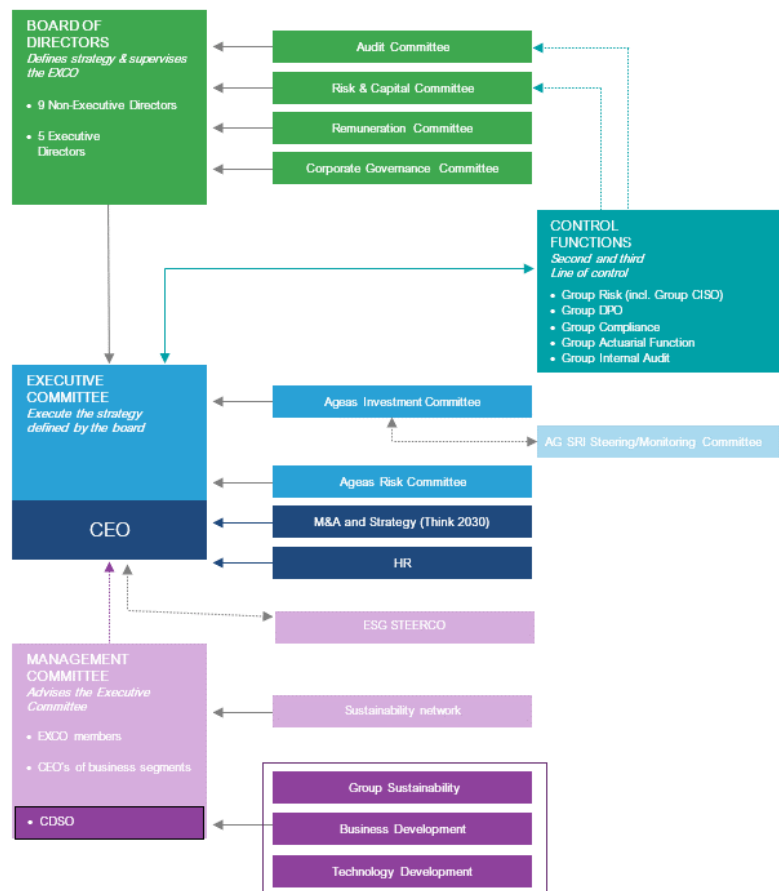 BOARD OF
DIRECTORS
Defines strategy & supervises
the EXCO
• 9 Non-Executive Directors
• 5 Executive
Directors
Audit Committee
Risk & Capital Committee
Remuneration Committee
Corporate Governance Committee
CONTROL
FUNCTIONS
Second and third
Line of control
• Group Risk (incl. Group CISO)
• Group DPO
• Group Compliance
• Group Actuarial Function
• Group Internal Audit
EXECUTIVE
COMMITTEE
Execute the strategy
defined by the board
Ageas Investment Committee
AG SRI Steering/Monitoring Committee
Ageas Risk Committee
CEO
M&A and Strategy (Think 2030)
HR
ESG STEERCO
MANAGEMENT
COMMITTEE
Advises the Executive
Committee
• EXCO members
• CEO's of business segments
• CDSO
Sustainability network
Group Sustainability
Business Development
Technology Development